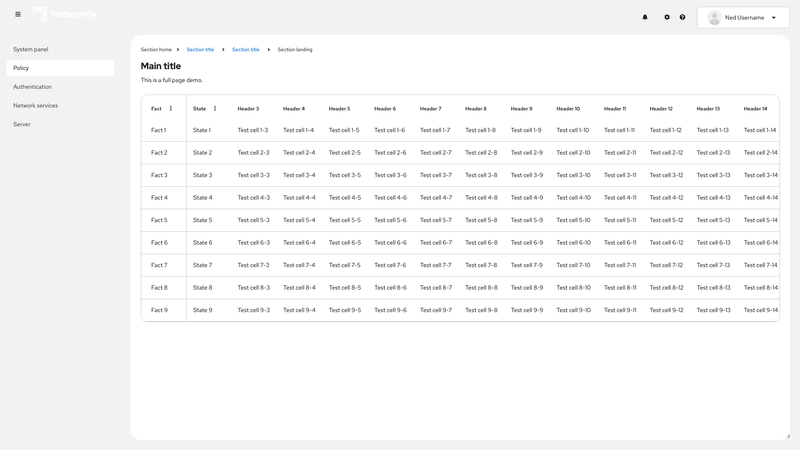 PatternFly
Ned Username
System panel
Policy
Authentication
Network services
Server
Section home
Section title
Section title
Section landing
Main title
This is a full page demo.
Fact State Header 3 Header 4 Header 5 Header 6 Header 7 Header 8 Header 9 Header 10 Header 11 Header 12 Header 13 Header 14
Fact 1 State 1 Test cell 1-3 Test cell 1-4 Test cell 1-5 Test cell 1-6 Test cell 1-7 Test cell 1-8 Test cell 1-9 Test cell 1-10 Test cell 1-11 Test cell 1-12 Test cell 1-13 Test cell 1-14
Fact 2 State 2 Test cell 2-3 Test cell 2-4 Test cell 2-5 Test cell 2-6 Test cell 2-7 Test cell 2-8 Test cell 2-9 Test cell 2-10 Test cell 2-11 Test cell 2-12 Test cell 2-13 Test cell 2-14
Fact 3 State 3 Test cell 3-3 Test cell 3-4 Test cell 3-5 Test cell 3-6 Test cell 3-7 Test cell 3-8 Test cell 3-9 Test cell 3-10 Test cell 3-11 Test cell 3-12 Test cell 3-13 Test cell 3-14
Fact 4 State 4 Test cell 4-3 Test cell 4-4 Test cell 4-5 Test cell 4-6 Test cell 4-7 Test cell 4-8 Test cell 4-9 Test cell 4-10 Test cell 4-11 Test cell 4-12 Test cell 4-13 Test cell 4-14
Fact 5 State 5 Test cell 5-3 Test cell 5-4 Test cell 5-5 Test cell 5-6 Test cell 5-7 Test cell 5-8 Test cell 5-9 Test cell 5-10 Test cell 5-11 Test cell 5-12 Test cell 5-13 Test cell 5-14
Fact 6 State 6 Test cell 6-3 Test cell 6-4 Test cell 6-5 Test cell 6-6 Test cell 6-7 Test cell 6-8 Test cell 6-9 Test cell 6-10 Test cell 6-11 Test cell 6-12 Test cell 6-13 Test cell 6-14
Fact 7 State 7 Test cell 7-3 Test cell 7-4 Test cell 7-5 Test cell 7-6 Test cell 7-7 Test cell 7-8 Test cell 7-9 Test cell 7-10 Test cell 7-11 Test cell 7-12 Test cell 7-13 Test cell 7-14
Fact 8 State 8 Test cell 8-3 Test cell 8-4 Test cell 8-5 Test cell 8-6 Test cell 8-7 Test cell 8-8 Test cell 8-9 Test cell 8-10 Test cell 8-11 Test cell 8-12 Test cell 8-13 Test cell 8-14
Fact 9 State 9 Test cell 9-3 Test cell 9-4 Test cell 9-5 Test cell 9-6 Test cell 9-7 Test cell 9-8 Test cell 9-9 Test cell 9-10 Test cell 9-11 Test cell 9-12 Test cell 9-13 Test cell 9-14